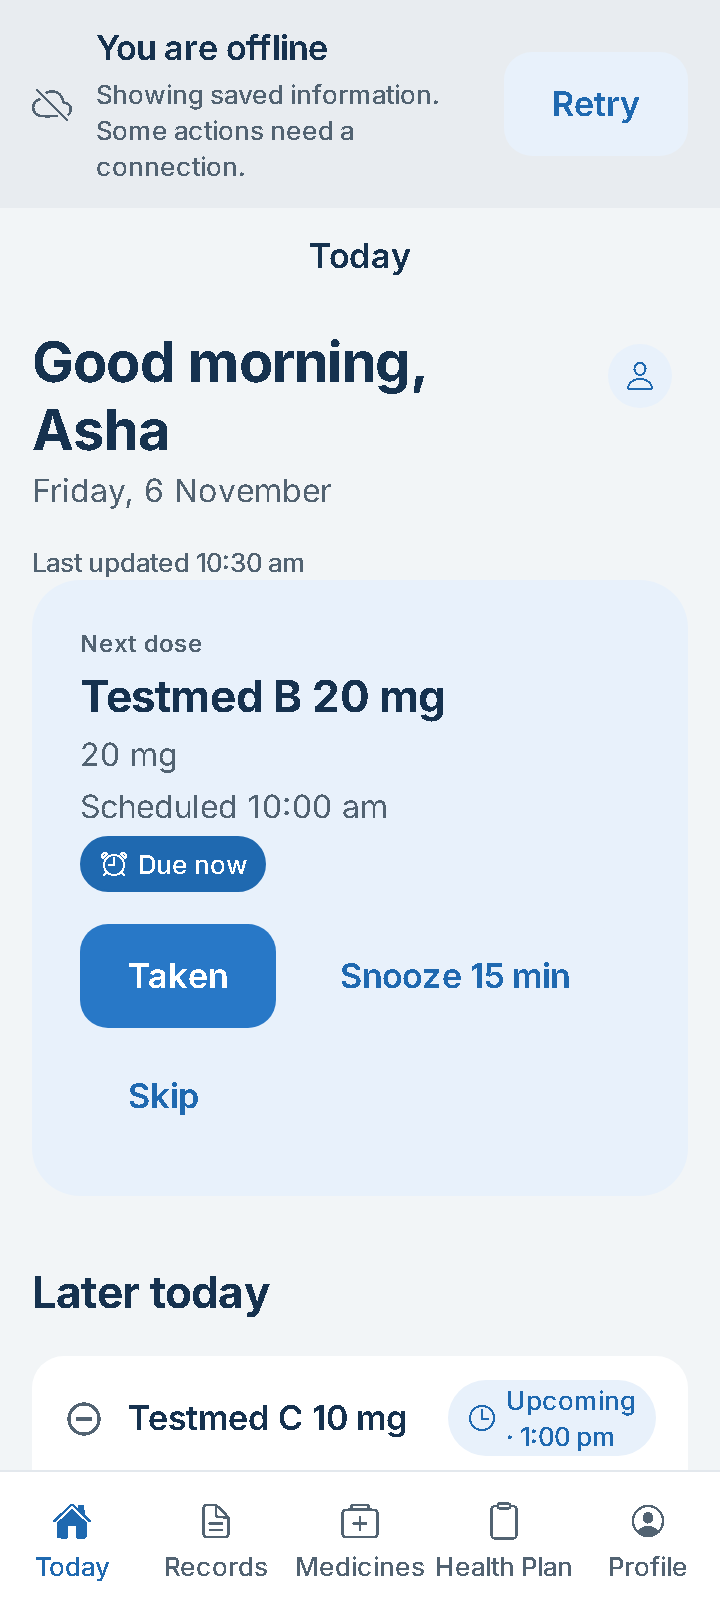 You are offline
Showing saved information.
Some actions need a
connection.
Retry
Today
Good morning,
Asha
Friday, 6 November
Last updated 10:30 am
Next dose
Testmed B 20 mg
20 mg
Scheduled 10:00 am
Due now
Taken
Snooze 15 min
Skip
Later today
Testmed C 10 mg
Upcoming
· 1:00 pm
Today
Records
Medicines
Health Plan
Profile